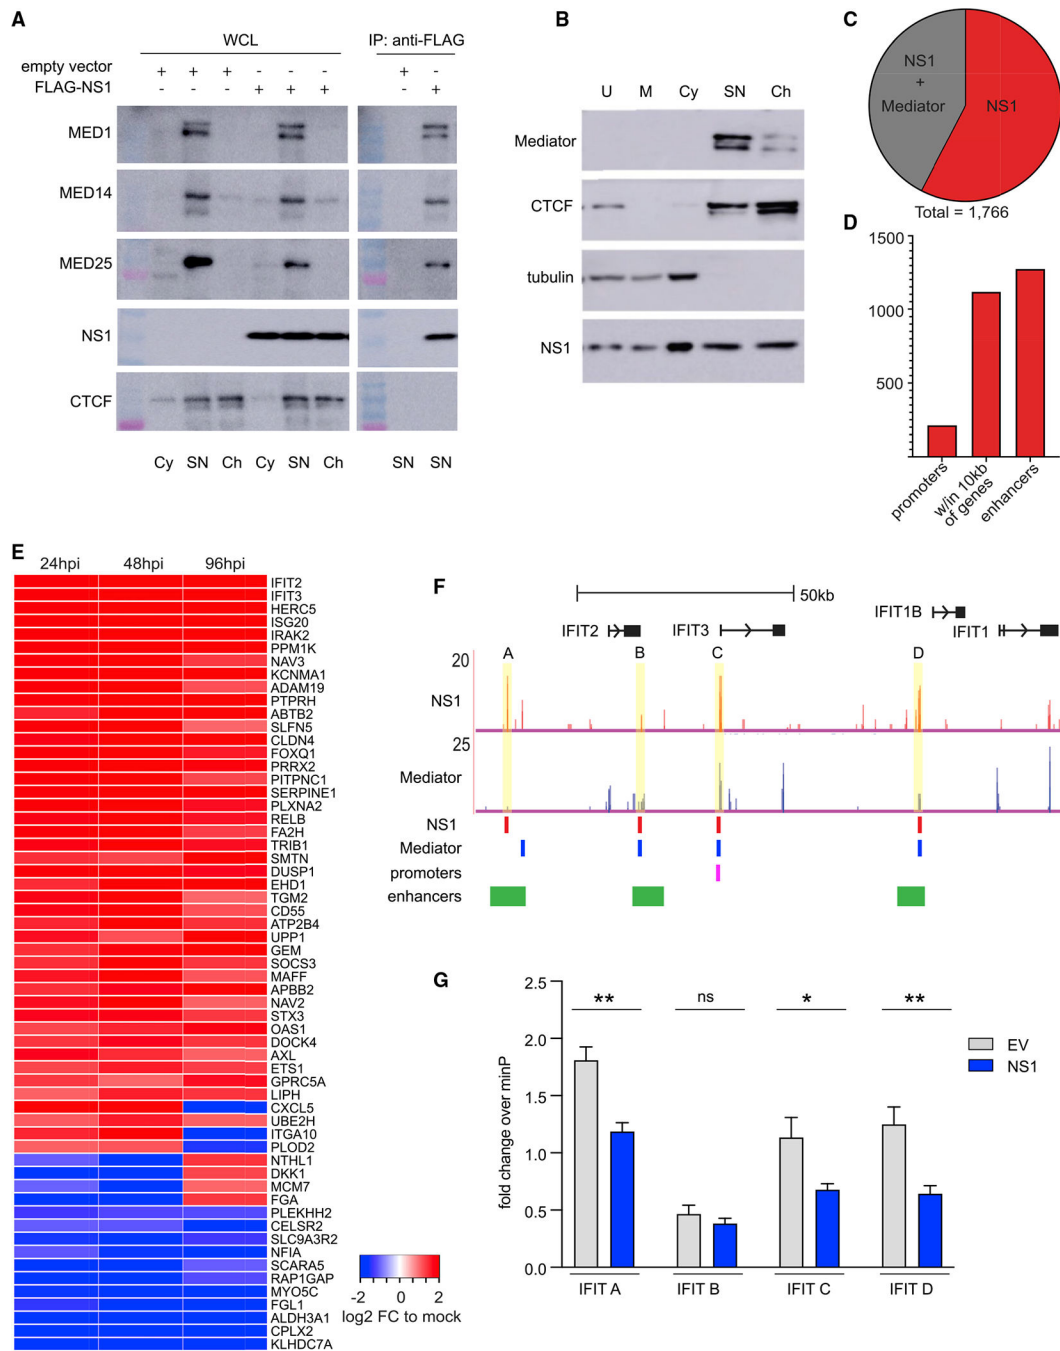 A
WCL
IP: anti-FLAG
empty vector + + + - - - - +
FLAG-NS1 - - - + + + - +
MED1
MED14
MED25
NS1
CTCF
Cy SN Ch Cy SN Ch SN SN
B
U M Cy SN Ch
Mediator
CTCF
tubulin
NS1
C
NS1
+
Mediator
NS1
Total = 1,766
D
1500
1000
500
promoters
w/in 10kb
of genes
enhancers
E
24hpi 48hpi 96hpi
IFIT2
IFIT3
HERC5
ISG20
IRAK2
PPM1K
NAV3
KCNMA1
ADAM19
PTPRH
ABTB2
SLFN5
CLDN4
FOXQ1
PRRX2
PITPNC1
SERPINE1
PLXNA2
RELB
FA2H
TRIB1
SMTN
DUSP1
EHD1
TGM2
CD55
ATP2B4
UPP1
GEM
SOCS3
MAFF
APBB2
NAV2
STX3
OAS1
DOCK4
AXL
ETS1
GPRC5A
LIPH
CXCL5
UBE2H
ITGA10
PLOD2
NTHL1
DKK1
MCM7
FGA
PLEKHH2
CELSR2
SLC9A3R2
NFIA
SCARA5
RAP1GAP
MYO5C
FGL1
ALDH3A1
CPLX2
KLHDC7A
-2 0 2
log2 FC to mock
F
50kb
IFIT2
IFIT3
IFIT1B
IFIT1
A B C D
20
NS1
25
Mediator
NS1
Mediator
promoters
enhancers
G
fold change over minP
2.5
2.0
1.5
1.0
0.5
0.0
** ns * **
EV
NS1
IFIT A IFIT B IFIT C IFIT D